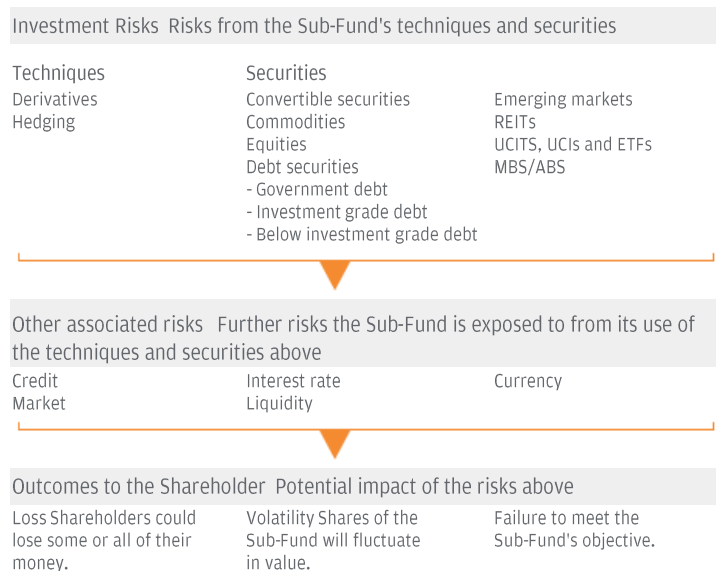 Investment Risks Risks from the Sub-Fund's techniques and securities
Techniques
Derivatives
Hedging
Securities
Convertible securities
Commodities
Equities
Debt securities
- Government debt
- Investment grade debt
- Below investment grade debt
Emerging markets
REITs
UCITS, UCIs and ETFs
MBS/ABS
Other associated risks Further risks the Sub-Fund is exposed to from its use of
the techniques and securities above
Credit
Market
Interest rate
Liquidity
Currency
Outcomes to the Shareholder Potential impact of the risks above
Loss Shareholders could
lose some or all of their
money.
Volatility Shares of the
Sub-Fund will fluctuate
in value.
Failure to meet the
Sub-Fund's objective.